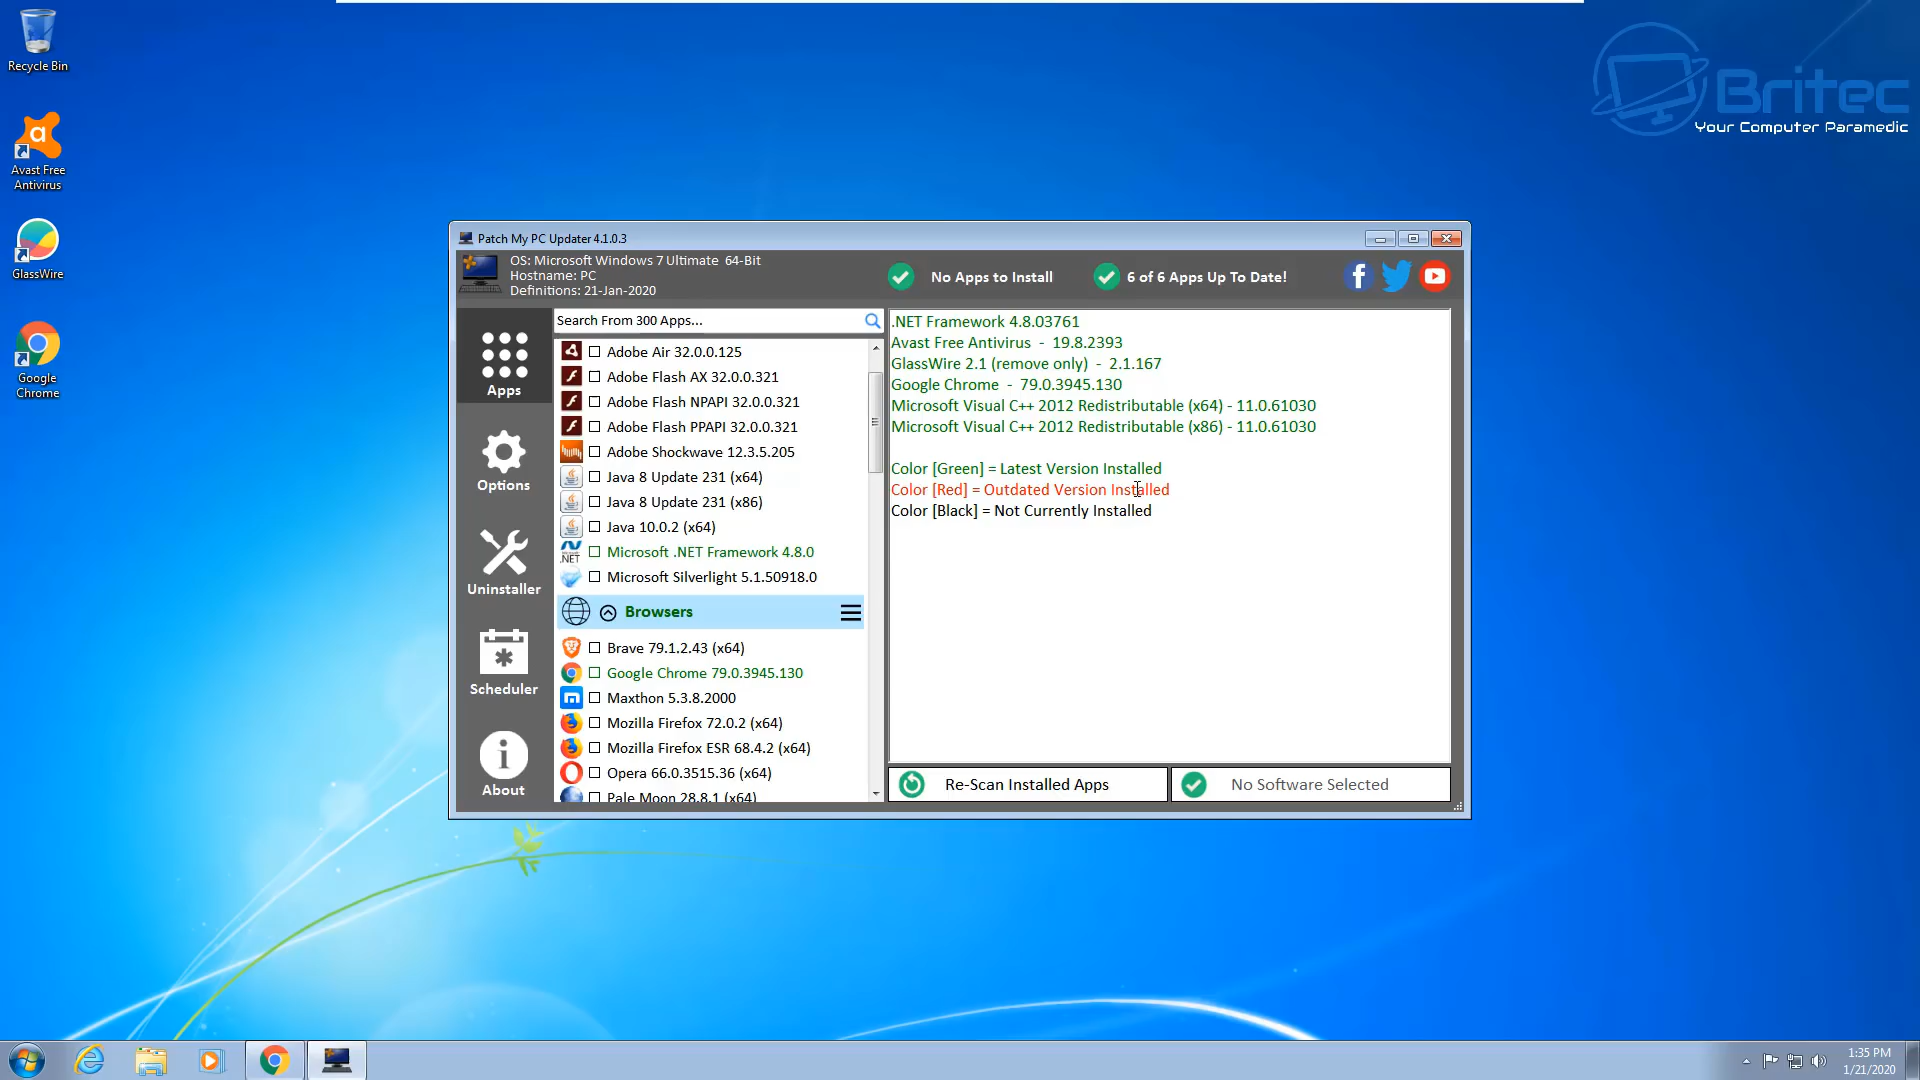 Recycle Bin
Avast Free
Antivirus
GlassWire
Google
Chrome
Britec
Your Computer Paramedic
Patch My PC Updater 4.1.0.3
OS: Microsoft Windows 7 Ultimate 64-Bit
Hostname: PC
Definitions: 21-Jan-2020
No Apps to Install
6 of 6 Apps Up To Date!
Apps
Options
Uninstaller
Scheduler
About
Search From 300 Apps...
Adobe Air 32.0.0.125
Adobe Flash AX 32.0.0.321
Adobe Flash NPAPI 32.0.0.321
Adobe Flash PPAPI 32.0.0.321
Adobe Shockwave 12.3.5.205
Java 8 Update 231 (x64)
Java 8 Update 231 (x86)
Java 10.0.2 (x64)
.NET
Microsoft .NET Framework 4.8.0
Microsoft Silverlight 5.1.50918.0
Browsers
Brave 79.1.2.43 (x64)
Google Chrome 79.0.3945.130
Maxthon 5.3.8.2000
Mozilla Firefox 72.0.2 (x64)
Mozilla Firefox ESR 68.4.2 (x64)
Opera 66.0.3515.36 (x64)
Pale Moon 28.8.1 (x64)
.NET Framework 4.8.03761
Avast Free Antivirus - 19.8.2393
GlassWire 2.1 (remove only) - 2.1.167
Google Chrome - 79.0.3945.130
Microsoft Visual C++ 2012 Redistributable (x64) - 11.0.61030
Microsoft Visual C++ 2012 Redistributable (x86) - 11.0.61030
Color [Green] = Latest Version Installed
Color [Red] = Outdated Version Installed
Color [Black] = Not Currently Installed
Re-Scan Installed Apps
No Software Selected
1:35 PM
1/21/2020